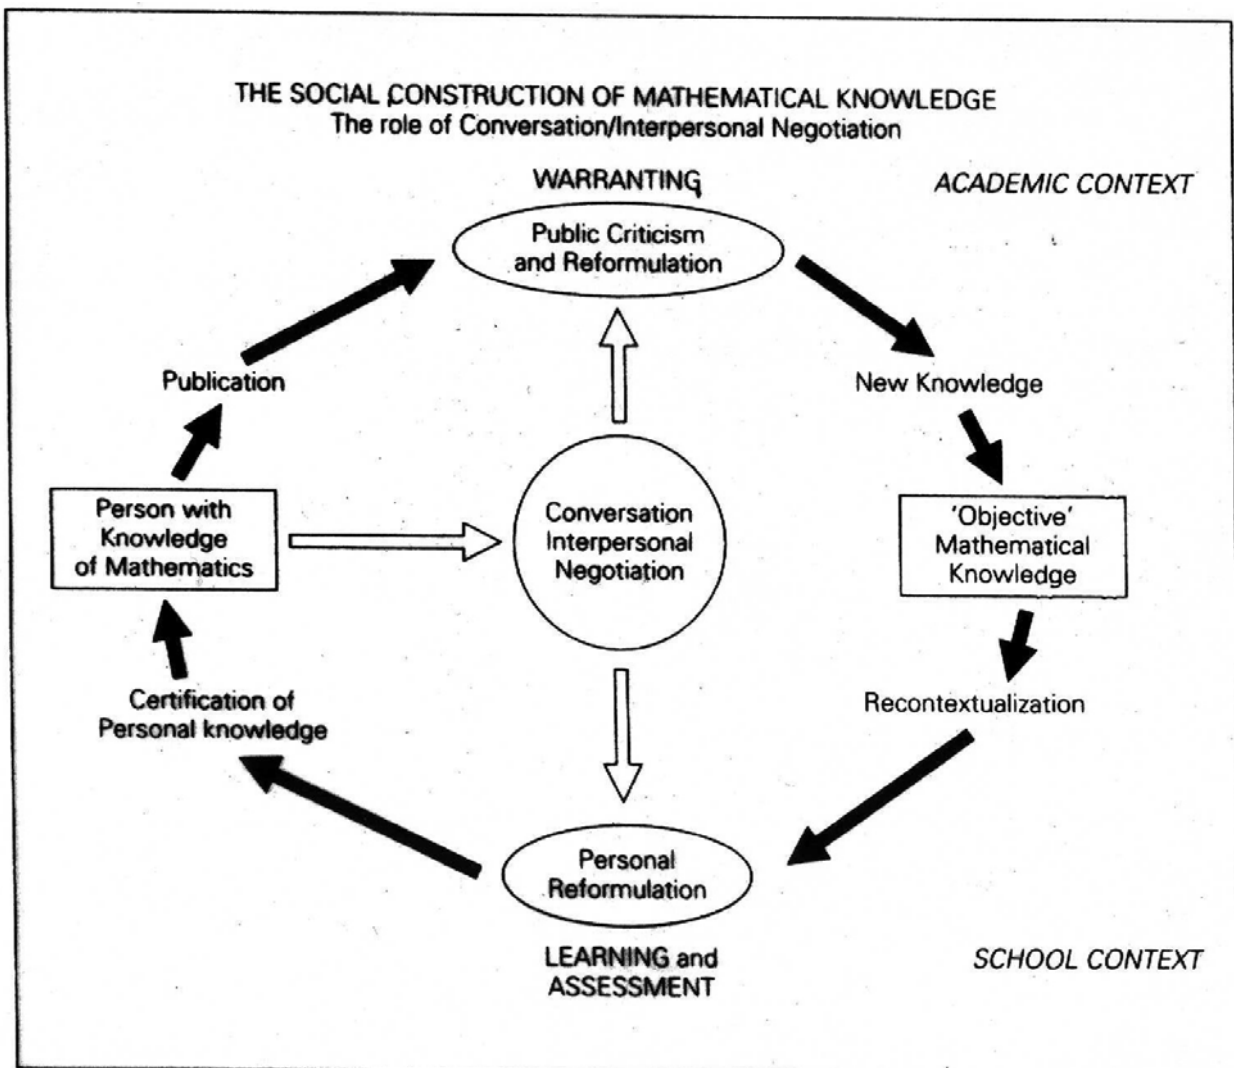 THE SOCIAL CONSTRUCTION OF MATHEMATICAL KNOWLEDGE
The role of Conversation/Interpersonal Negotiation
WARRANTING
ACADEMIC CONTEXT
Public Criticism
and Reformulation
Publication
New Knowledge
Person with
Knowledge
of Mathematics
Conversation
Interpersonal
Negotiation
'Objective'
Mathematical
Knowledge
Certification of
Personal knowledge
Recontextualization
Personal
Reformulation
LEARNING and
ASSESSMENT
SCHOOL CONTEXT